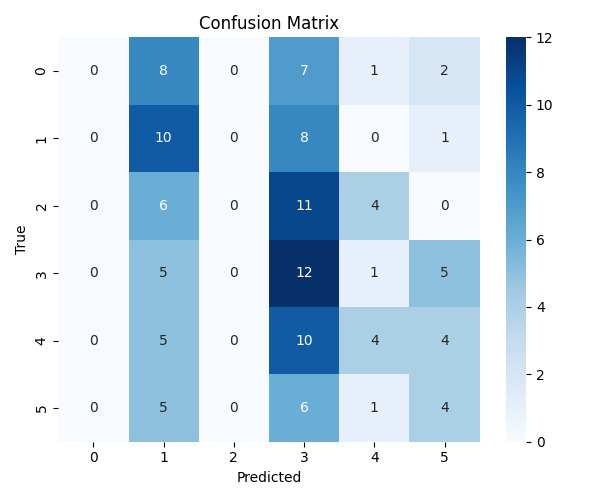 Confusion Matrix
True
0 0 8 0 7 1 2
1 0 10 0 8 0 1
2 0 6 0 11 4 0
3 0 5 0 12 1 5
4 0 5 0 10 4 4
5 0 5 0 6 1 4
0 1 2 3 4 5
Predicted
12
10
8
6
4
2
0